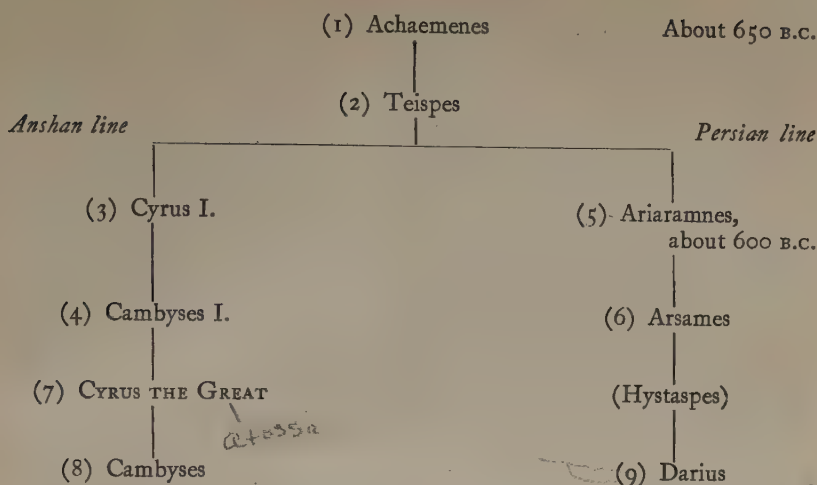 (1) Achaemenes About 650 B.C.
(2) Teispes
Anshan line Persian line
(3) Cyrus I. (5) Ariaramnes,
about 600 B.C.
(4) Cambyses I. (6) Arsames
(7) CYRUS THE GREAT (Hystaspes)
atossa
(8) Cambyses (9) Darius